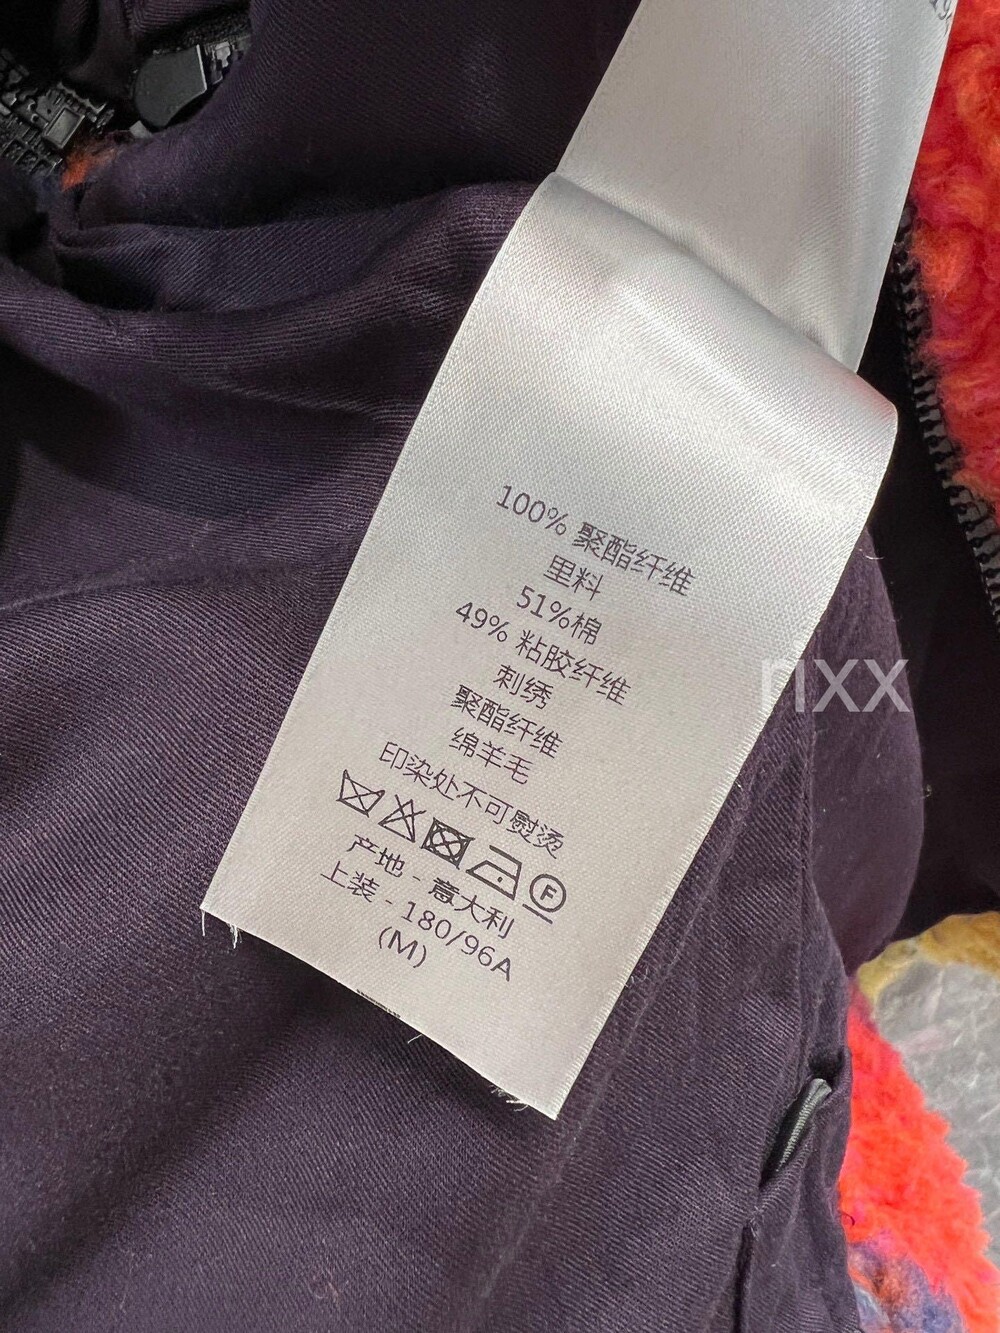 100% 聚酯纤维
里料
51%棉
49% 粘胶纤维
刺绣
聚酯纤维
绵羊毛
印染处不可熨烫
F
产地 - 意大利
上装 - 180/96A
(M)
nxx